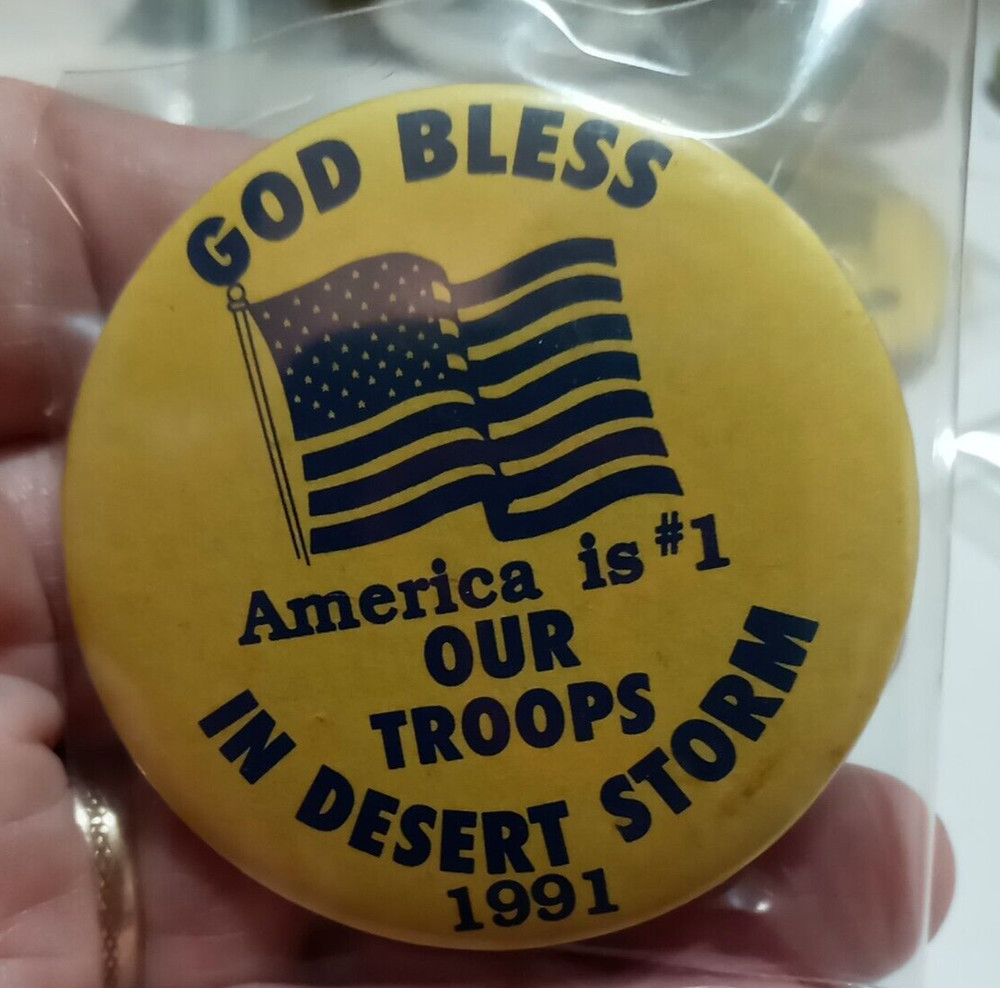 GOD BLESS
America is #1
OUR
TROOPS
IN DESERT STORM
1991